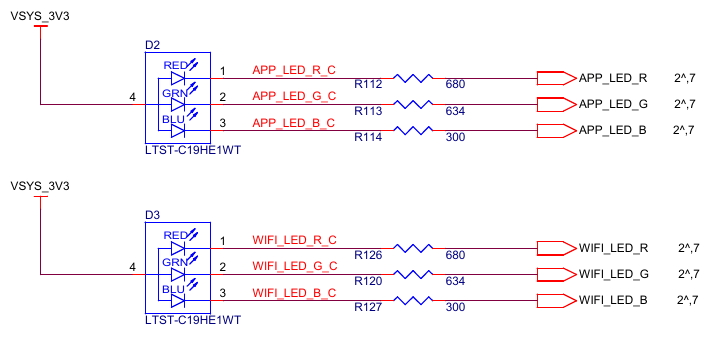 VSYS_3V3
D2
RED 1 APP_LED_R_C R112 680 APP_LED_R 2^,7
4 GRN 2 APP_LED_G_C R113 634 APP_LED_G 2^,7
BLU 3 APP_LED_B_C R114 300 APP_LED_B 2^,7
LTST-C19HE1WT
VSYS_3V3
D3
RED 1 WIFI_LED_R_C R126 680 WIFI_LED_R 2^,7
4 GRN 2 WIFI_LED_G_C R120 634 WIFI_LED_G 2^,7
BLU 3 WIFI_LED_B_C R127 300 WIFI_LED_B 2^,7
LTST-C19HE1WT